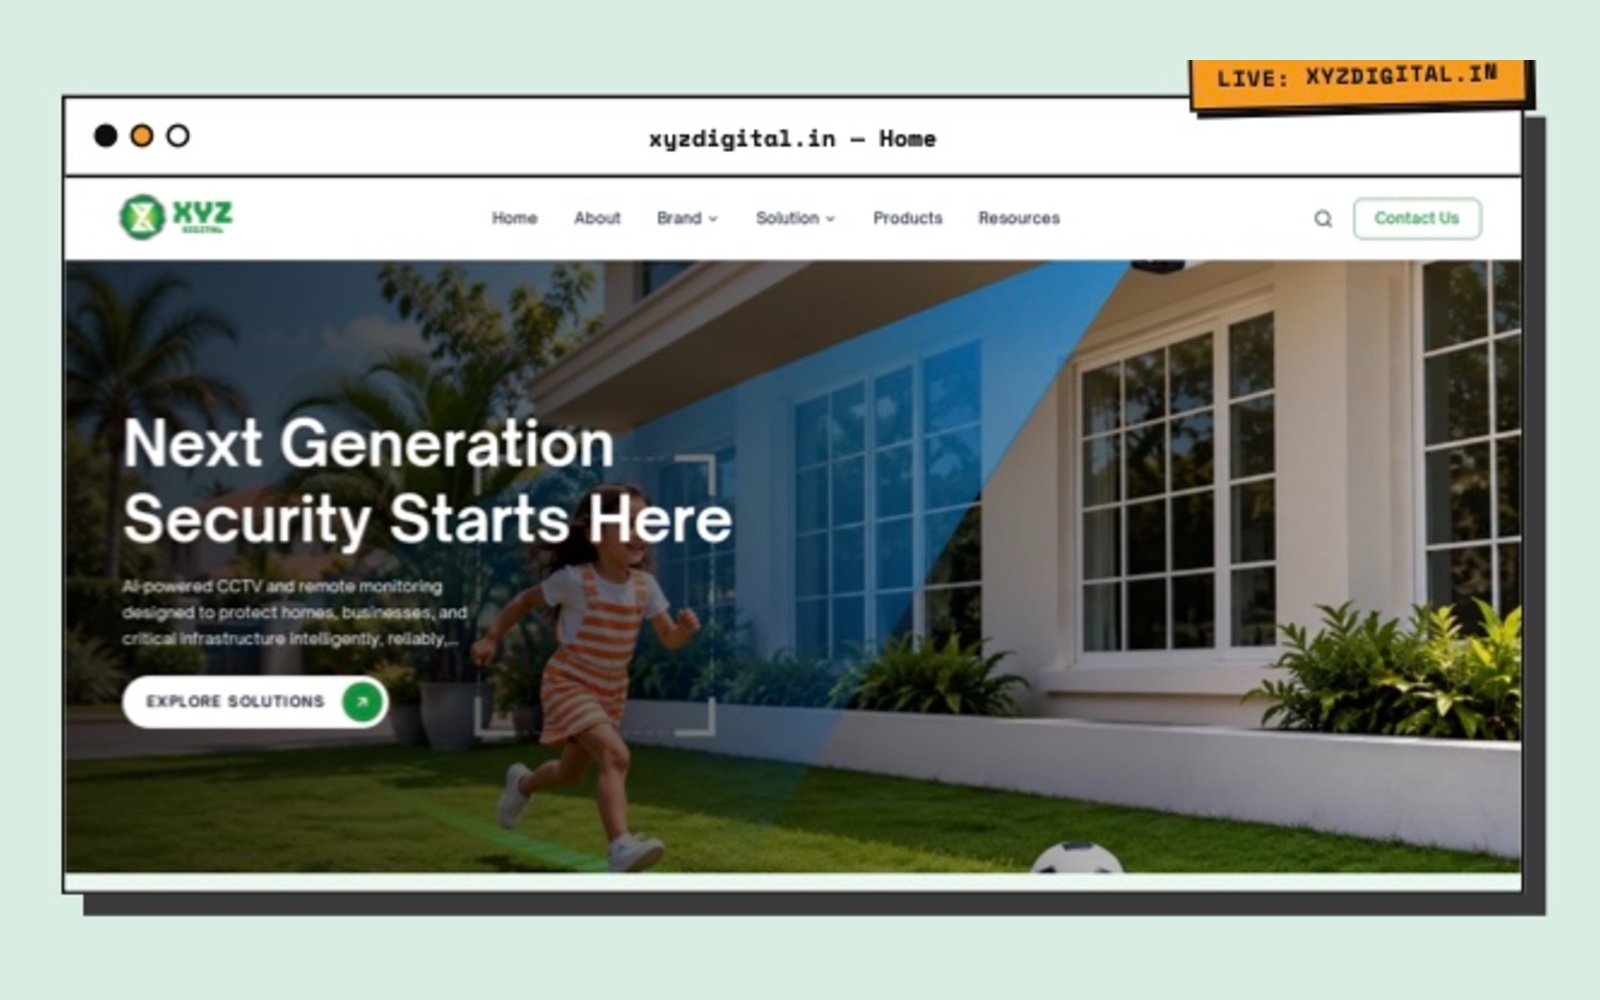 LIVE: XYZDIGITAL.IN
xyzdigital.in — Home
XYZ
DIGITAL
Home About Brand Solution Products Resources Contact Us
Next Generation
Security Starts Here
AI-powered CCTV and remote monitoring
designed to protect homes, businesses, and
critical infrastructure intelligently, reliably,...
EXPLORE SOLUTIONS